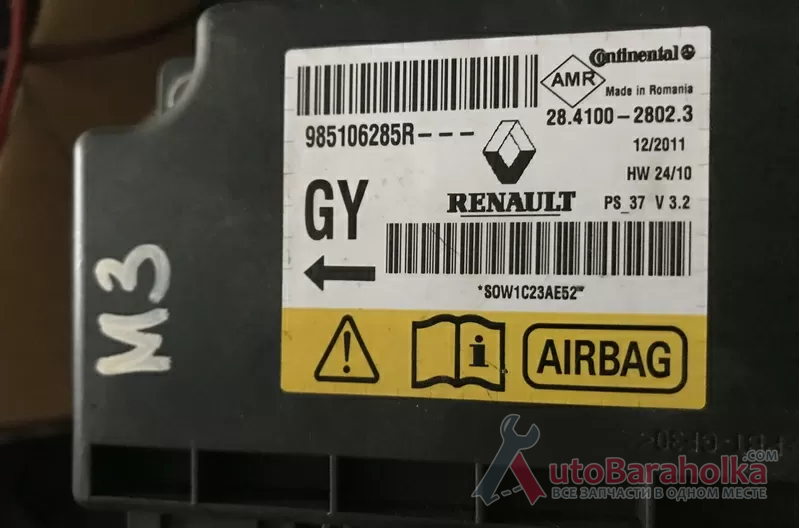 Continental
AMR
Made in Romania
985106285R---
28.4100-2802.3
12/2011
HW 24/10
GY
RENAULT
PS_37 V 3.2
*SOW1C23AE52*
i
AIRBAG
M3
AutoBaraholka.com
ВСЕ ЗАПЧАСТИ В ОДНОМ МЕСТЕ